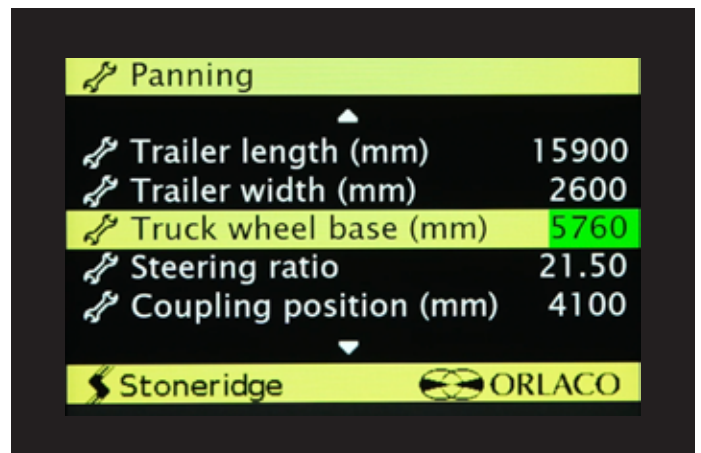 Panning
Trailer length (mm) 15900
Trailer width (mm) 2600
Truck wheel base (mm) 5760
Steering ratio 21.50
Coupling position (mm) 4100
Stoneridge ORLACO